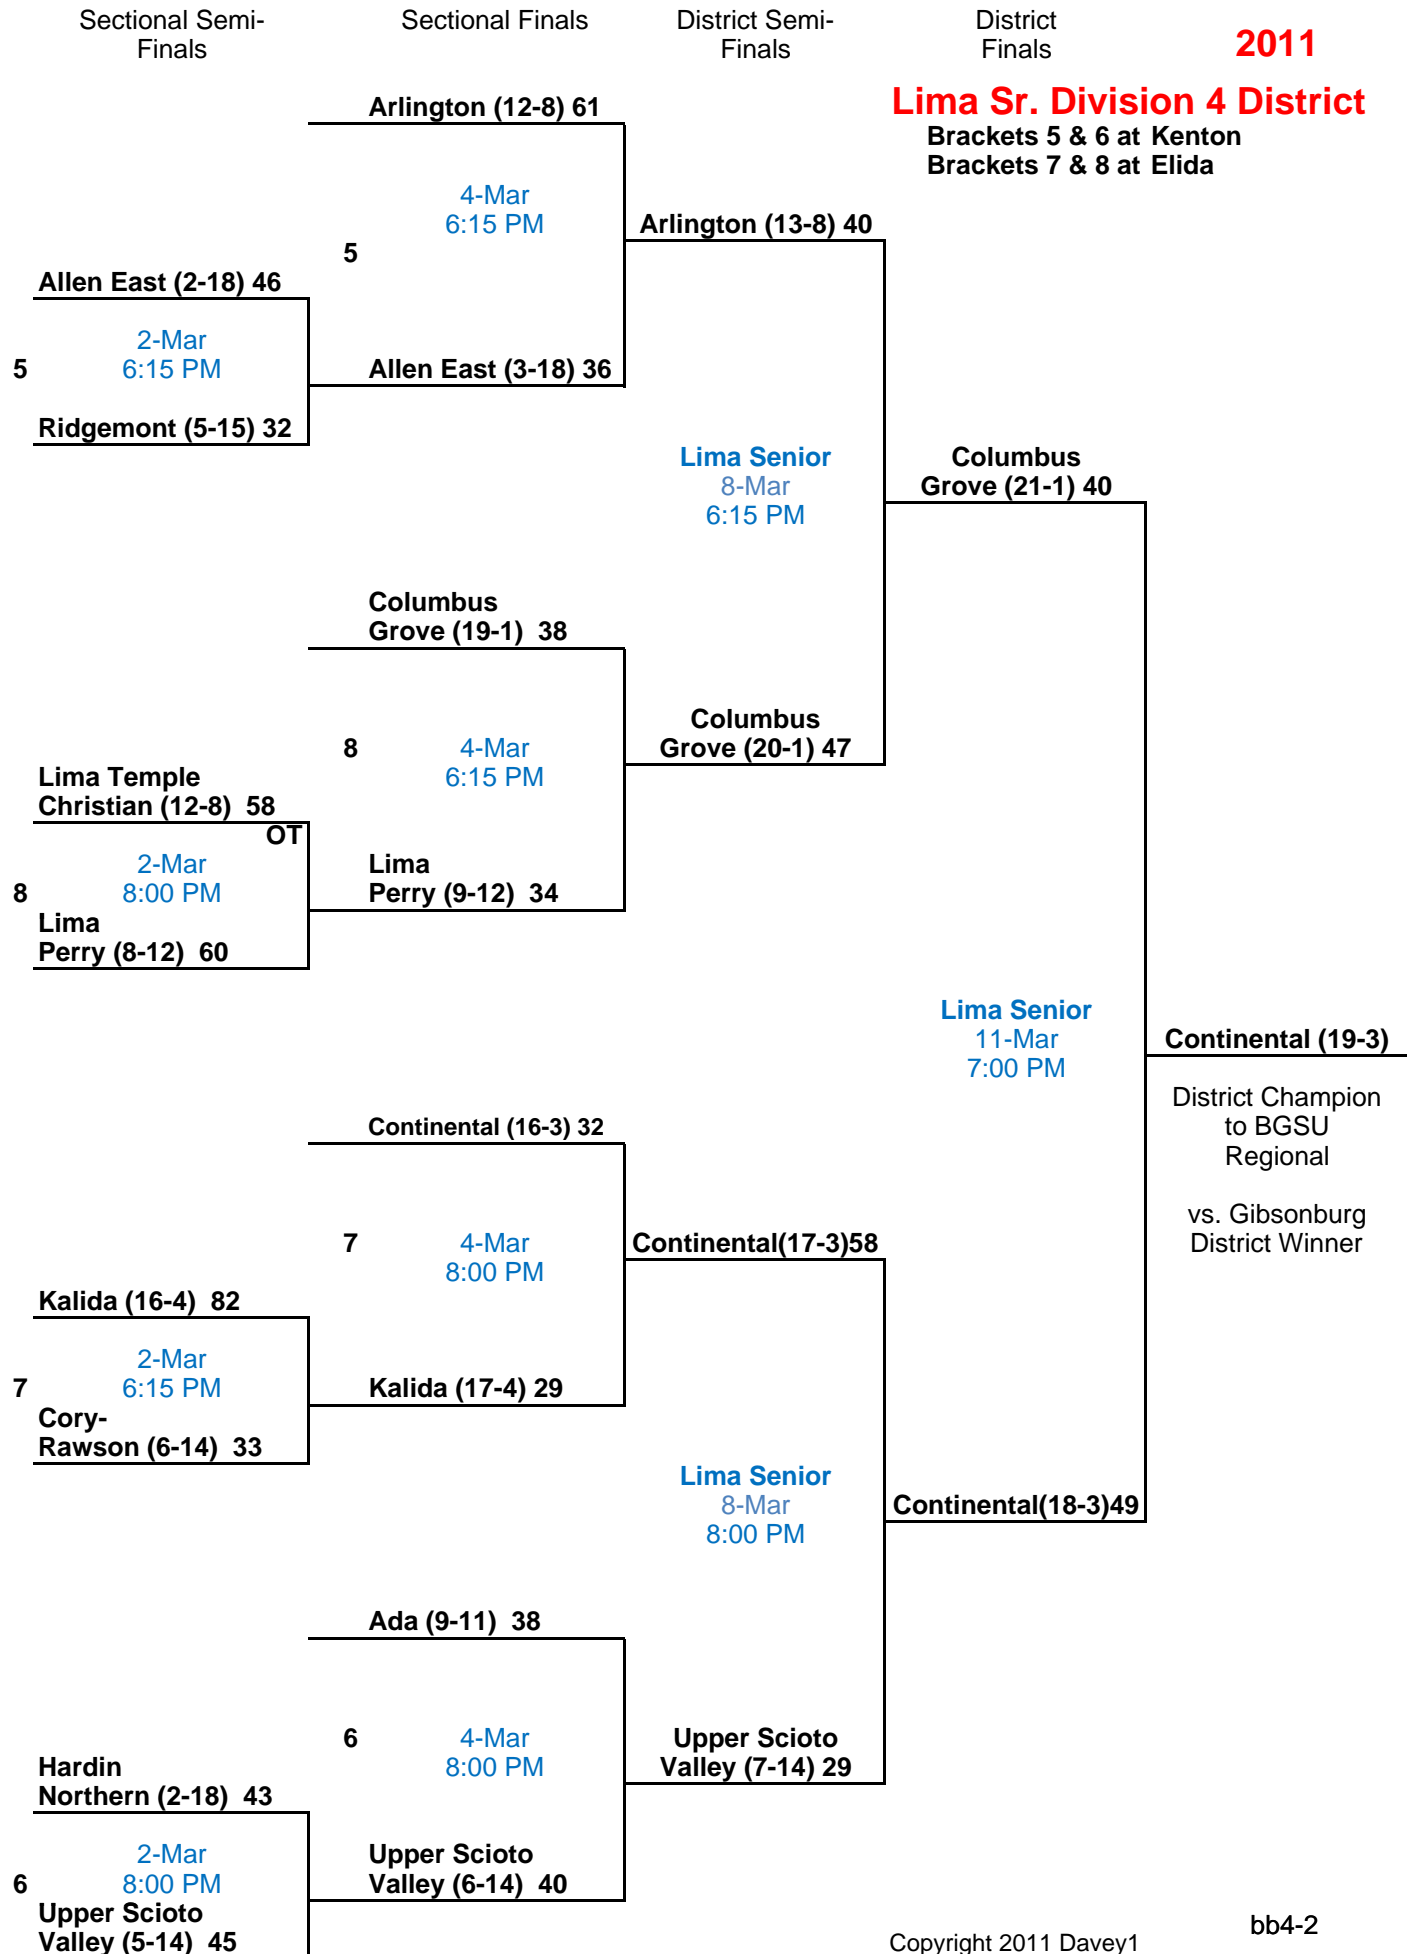 Sectional Semi-
Finals
Sectional Finals
District Semi-
Finals
District
Finals
2011
Lima Sr. Division 4 District
Brackets 5 & 6 at Kenton
Brackets 7 & 8 at Elida
Arlington (12-8) 61
4-Mar
6:15 PM
5
Arlington (13-8) 40
Allen East (2-18) 46
2-Mar
5 6:15 PM
Allen East (3-18) 36
Ridgemont (5-15) 32
Lima Senior
8-Mar
6:15 PM
Columbus
Grove (21-1) 40
Columbus
Grove (19-1) 38
8 4-Mar
6:15 PM
Columbus
Grove (20-1) 47
Lima Temple
Christian (12-8) 58
OT
2-Mar
8 8:00 PM
Lima
Perry (9-12) 34
Lima
Perry (8-12) 60
Lima Senior
11-Mar
7:00 PM
Continental (19-3)
District Champion
to BGSU
Regional
vs. Gibsonburg
District Winner
Continental (16-3) 32
7 4-Mar
8:00 PM
Continental(17-3)58
Kalida (16-4) 82
2-Mar
7 6:15 PM
Kalida (17-4) 29
Cory-
Rawson (6-14) 33
Lima Senior
8-Mar
8:00 PM
Continental(18-3)49
Ada (9-11) 38
6 4-Mar
8:00 PM
Upper Scioto
Valley (7-14) 29
Hardin
Northern (2-18) 43
2-Mar
6 8:00 PM
Upper Scioto
Valley (6-14) 40
Upper Scioto
Valley (5-14) 45
bb4-2
Copyright 2011 Davey1